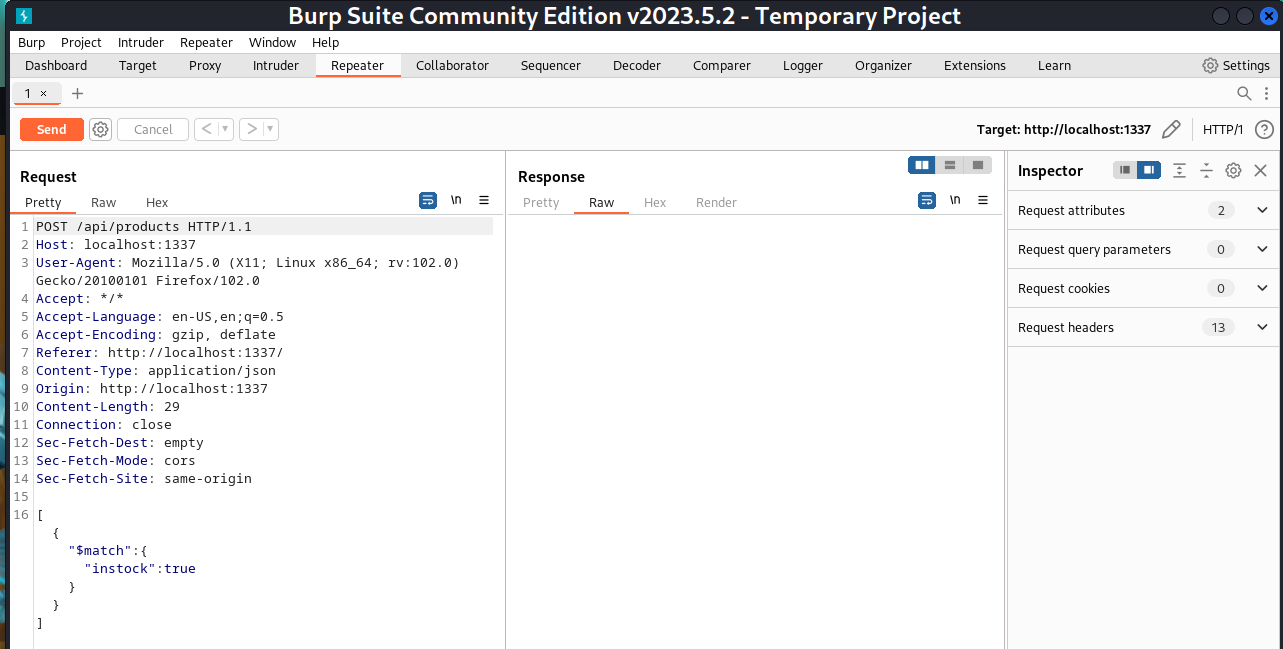 Burp Suite Community Edition v2023.5.2 - Temporary Project
Burp Project Intruder Repeater Window Help
Dashboard Target Proxy Intruder Repeater Collaborator Sequencer Decoder Comparer Logger Organizer Extensions Learn Settings
1 ×
Send Cancel Target: http://localhost:1337 HTTP/1
Request
Pretty Raw Hex \n
1 POST /api/products HTTP/1.1
2 Host: localhost:1337
3 User-Agent: Mozilla/5.0 (X11; Linux x86_64; rv:102.0)
Gecko/20100101 Firefox/102.0
4 Accept: */*
5 Accept-Language: en-US,en;q=0.5
6 Accept-Encoding: gzip, deflate
7 Referer: http://localhost:1337/
8 Content-Type: application/json
9 Origin: http://localhost:1337
10 Content-Length: 29
11 Connection: close
12 Sec-Fetch-Dest: empty
13 Sec-Fetch-Mode: cors
14 Sec-Fetch-Site: same-origin
15
16 [
{
"$match":{
"instock":true
}
}
]
Response
Pretty Raw Hex Render \n
Inspector
Request attributes 2
Request query parameters 0
Request cookies 0
Request headers 13